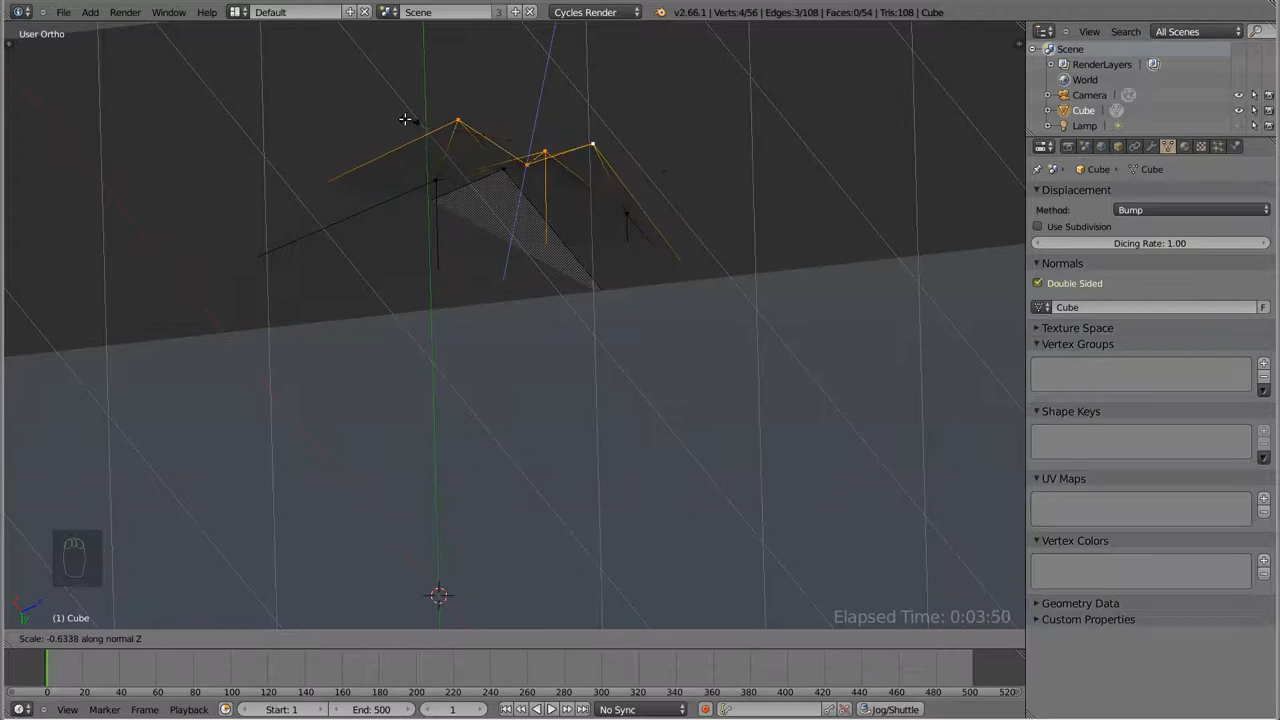 File Add Render Window Help Default Scene 3 Cycles Render v2.66.1 | Verts:4/56 | Edges:3/108 | Faces:0/54 | Tris:108 | Cube
View Search All Scenes
User Ortho
Scene
RenderLayers
World
Camera
Cube
Lamp
Cube Cube
Displacement
Method: Bump
Use Subdivision
Dicing Rate: 1.00
Normals
Double Sided
Cube F
Texture Space
Vertex Groups
Shape Keys
UV Maps
Vertex Colors
Geometry Data
Custom Properties
(1) Cube
Elapsed Time: 0:03:50
Scale: -0.6338 along normal Z
0 20 40 60 80 100 120 140 160 180 200 220 240 260 280 300 320 340 360 380 400 420 440 460 480 500 520
View Marker Frame Playback Start: 1 End: 500 1 No Sync Jog/Shuttle